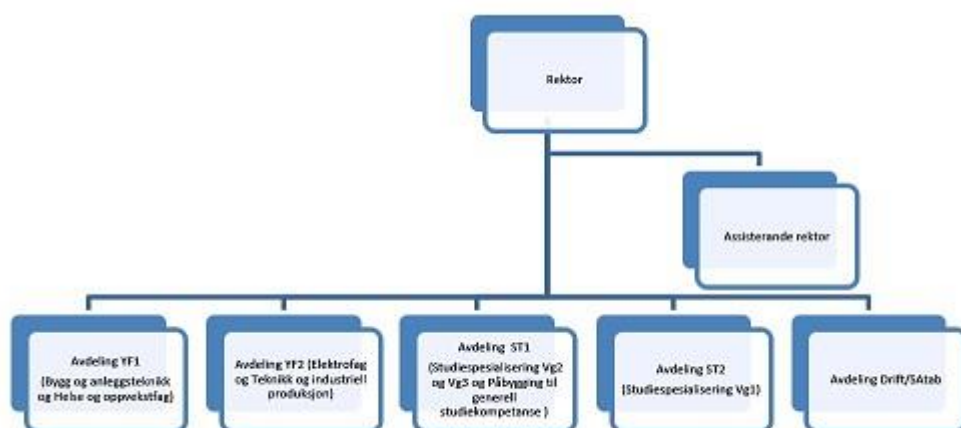 Rektor
Assisterande rektor
Avdeling YF1
(Bygg og anleggsteknikk
og Helse og oppvekstfag)
Avdeling YF2 (Elektrofag
og Teknikk og industriell
produksjon)
Avdeling ST1
(Studiespesialisering Vg2
og Vg3 og Påbygging til
generell
studiekompetanse )
Avdeling ST2
(Studiespesialisering Vg1)
Avdeling Drift/SAtab